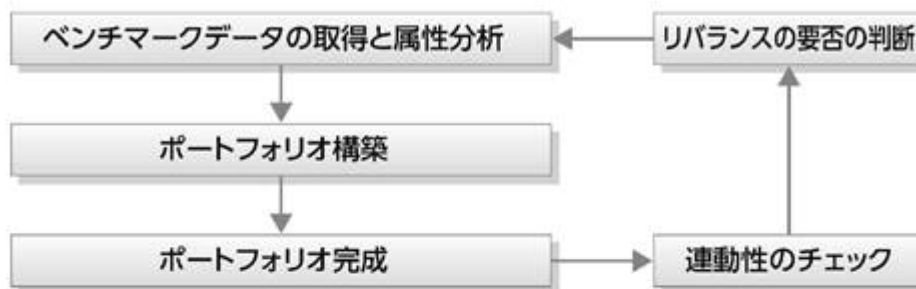 ベンチマークデータの取得と属性分析
リバランスの要否の判断
ポートフォリオ構築
ポートフォリオ完成
連動性のチェック